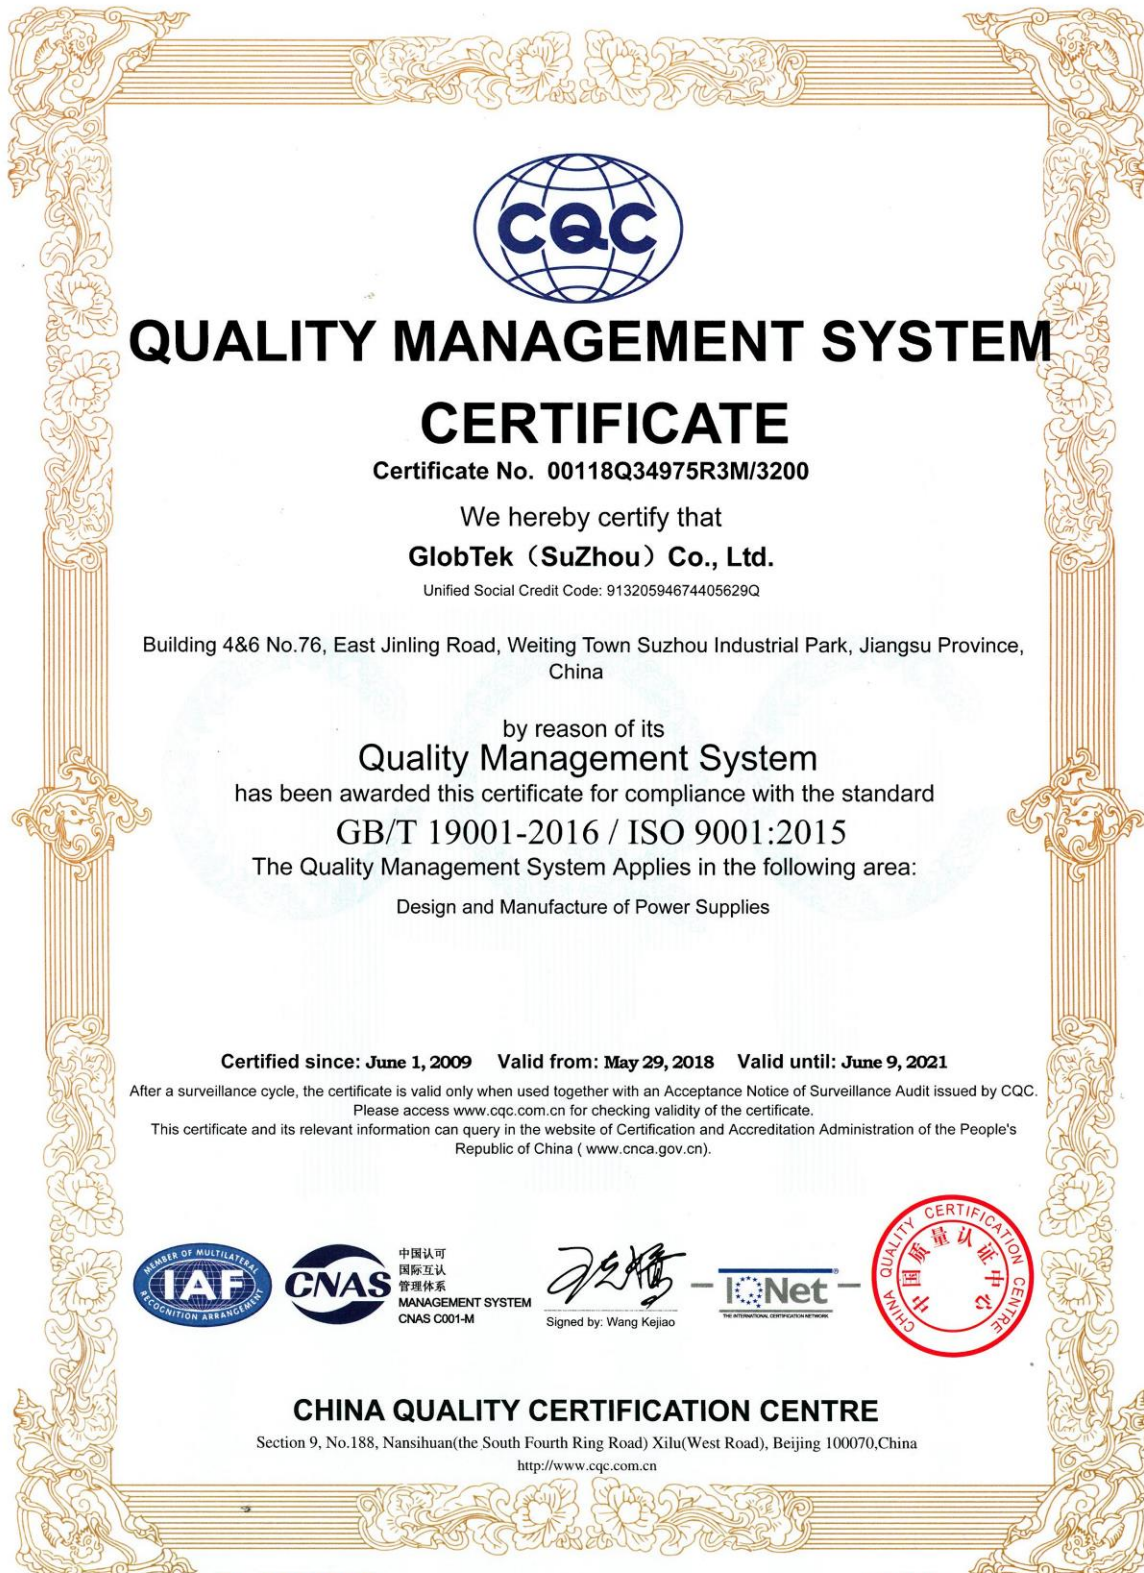 CQC
QUALITY MANAGEMENT SYSTEM
CERTIFICATE
Certificate No. 00118Q34975R3M/3200
We hereby certify that
GlobTek（SuZhou）Co., Ltd.
Unified Social Credit Code: 91320594674405629Q
Building 4&6 No.76, East Jinling Road, Weiting Town Suzhou Industrial Park, Jiangsu Province,
China
by reason of its
Quality Management System
has been awarded this certificate for compliance with the standard
GB/T 19001-2016 / ISO 9001:2015
The Quality Management System Applies in the following area:
Design and Manufacture of Power Supplies
Certified since: June 1, 2009 Valid from: May 29, 2018 Valid until: June 9, 2021
After a surveillance cycle, the certificate is valid only when used together with an Acceptance Notice of Surveillance Audit issued by CQC.
Please access www.cqc.com.cn for checking validity of the certificate.
This certificate and its relevant information can query in the website of Certification and Accreditation Administration of the People's
Republic of China ( www.cnca.gov.cn).
MEMBER OF MULTILATERAL
IAF
RECOGNITION ARRANGEMENT
CNAS
中国认可
国际互认
管理体系
MANAGEMENT SYSTEM
CNAS C001-M
Signed by: Wang Kejiao
IQNet
THE INTERNATIONAL CERTIFICATION NETWORK
CHINA QUALITY CERTIFICATION CENTRE
中国质量认证中心
CHINA QUALITY CERTIFICATION CENTRE
Section 9, No.188, Nansihuan(the South Fourth Ring Road) Xilu(West Road), Beijing 100070,China
http://www.cqc.com.cn